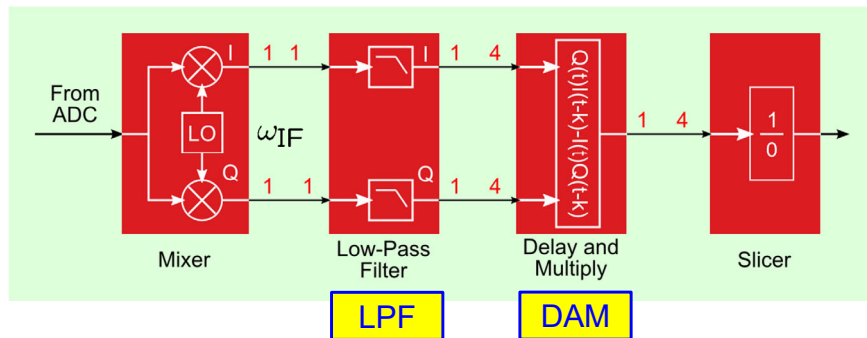 From
ADC
I
LO
Q
ωIF
1 1
1 1
Mixer
I
Q
1 4
1 4
Low-Pass
Filter
LPF
Q(t)I(t-k)-I(t)Q(t-k)
1 4
Delay and
Multiply
DAM
1
0
Slicer